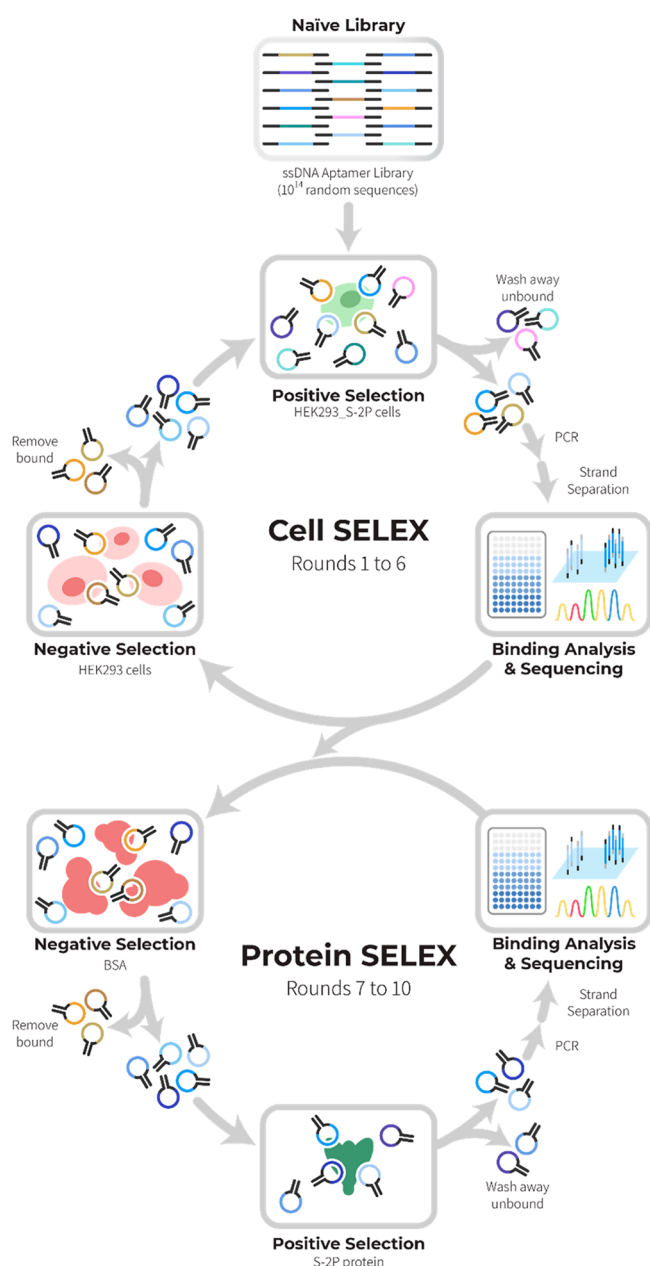 Naïve Library
ssDNA Aptamer Library
(10¹⁴ random sequences)
Wash away
unbound
Positive Selection
HEK293_S-2P cells
PCR
Strand
Separation
Remove
bound
Cell SELEX
Rounds 1 to 6
Negative Selection
HEK293 cells
Binding Analysis
& Sequencing
Negative Selection
BSA
Protein SELEX
Rounds 7 to 10
Binding Analysis
& Sequencing
Strand
Separation
PCR
Remove
bound
Wash away
unbound
Positive Selection
S-2P protein